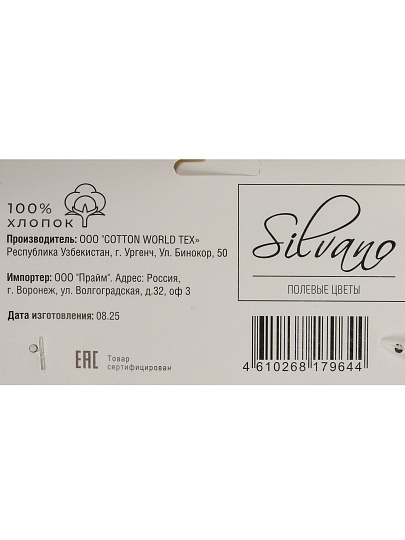 100%
ХЛОПОК
Производитель: ООО "COTTON WORLD TEX»
Республика Узбекистан, г. Ургенч, Ул. Бинокор, 50
Импортер: ООО "Прайм". Адрес: Россия,
г. Воронеж, ул. Волгоградская, д.32, оф 3
Дата изготовления: 08.25
EAC
Товар
сертифицирован
Silvano
ПОЛЕВЫЕ ЦВЕТЫ
4 610268 179644